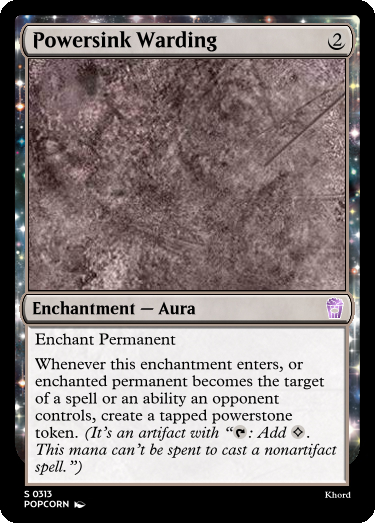 Powersink Warding 2
Enchantment — Aura
Enchant Permanent
Whenever this enchantment enters, or
enchanted permanent becomes the target
of a spell or an ability an opponent
controls, create a tapped powerstone
token. (It's an artifact with “: Add .
This mana can't be spent to cast a nonartifact
spell.”)
S 0313
POPCORN
Khord